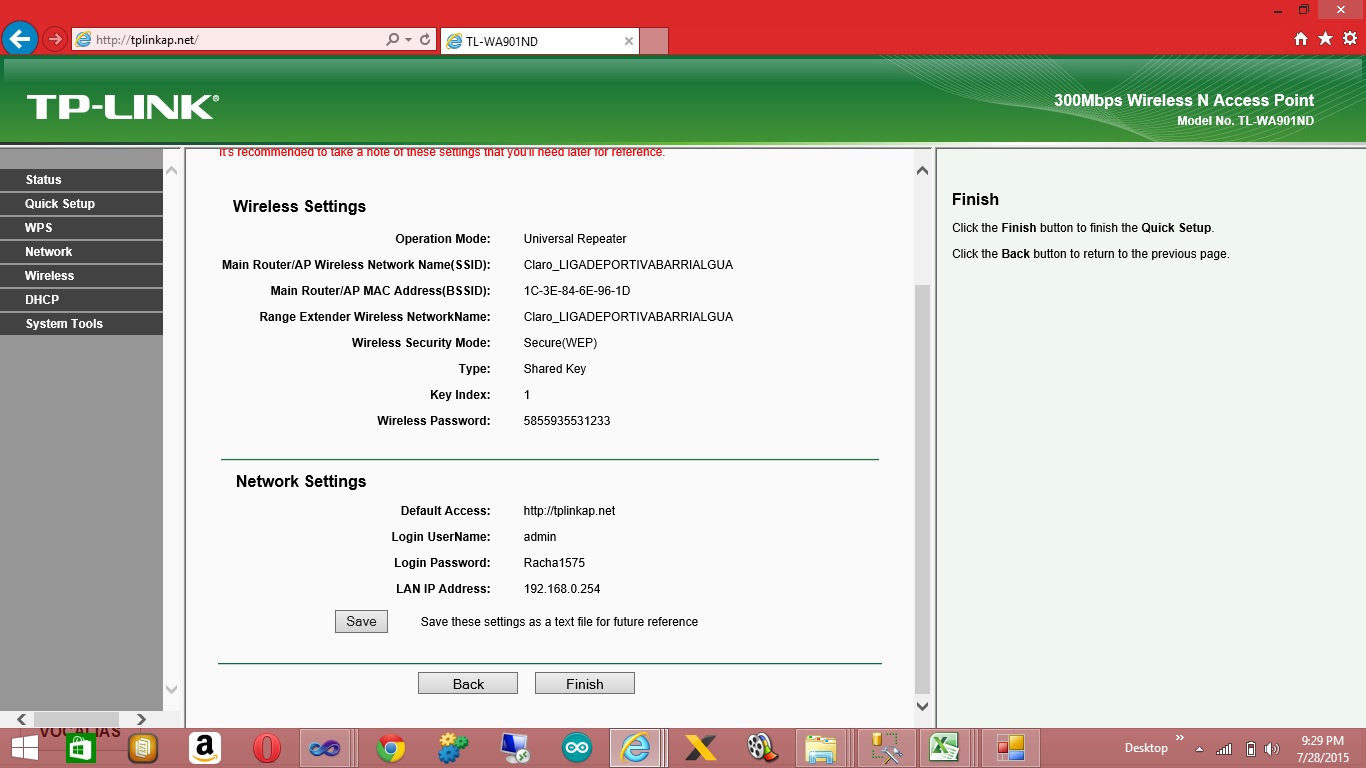 http://tplinkap.net/
TL-WA901ND
TP-LINK®
300Mbps Wireless N Access Point
Model No. TL-WA901ND
Status
Quick Setup
WPS
Network
Wireless
DHCP
System Tools
It's recommended to take a note of these settings that you'll need later for reference.
Wireless Settings
Operation Mode: Universal Repeater
Main Router/AP Wireless Network Name(SSID): Claro_LIGADEPORTIVABARRIALGUA
Main Router/AP MAC Address(BSSID): 1C-3E-84-6E-96-1D
Range Extender Wireless NetworkName: Claro_LIGADEPORTIVABARRIALGUA
Wireless Security Mode: Secure(WEP)
Type: Shared Key
Key Index: 1
Wireless Password: 5855935531233
Network Settings
Default Access: http://tplinkap.net
Login UserName: admin
Login Password: Racha1575
LAN IP Address: 192.168.0.254
Save Save these settings as a text file for future reference
Back Finish
Finish
Click the Finish button to finish the Quick Setup.
Click the Back button to return to the previous page.
VOCALIAS
Desktop
9:29 PM
7/28/2015